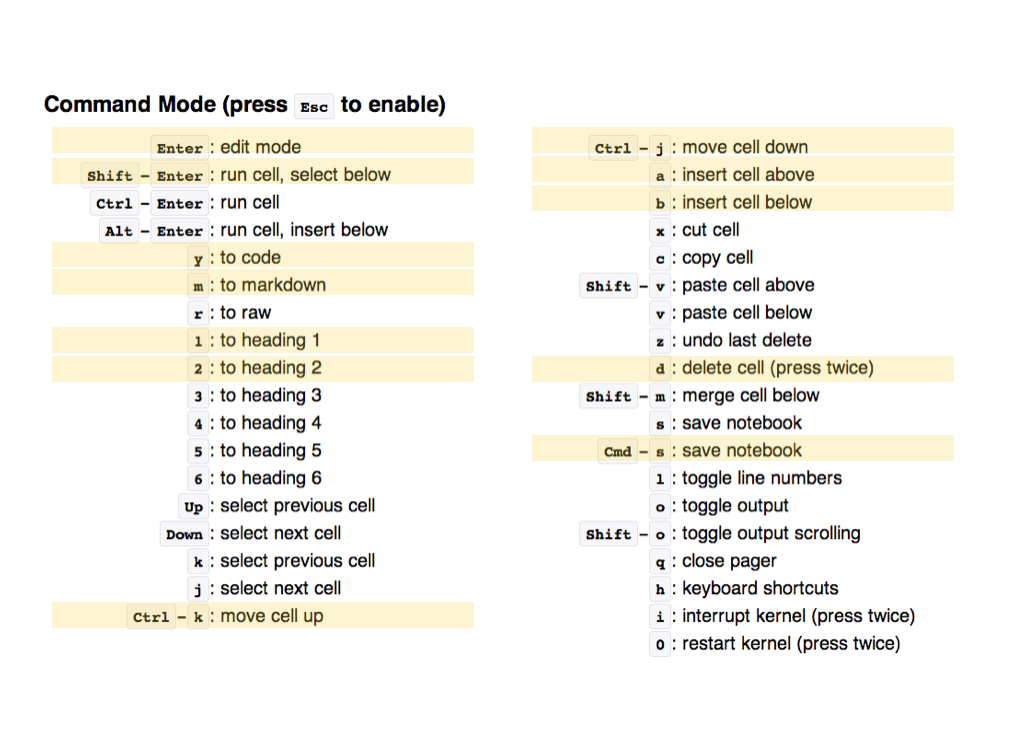 Command Mode (press Esc to enable)
Enter : edit mode
Shift – Enter : run cell, select below
Ctrl – Enter : run cell
Alt – Enter : run cell, insert below
y : to code
m : to markdown
r : to raw
1 : to heading 1
2 : to heading 2
3 : to heading 3
4 : to heading 4
5 : to heading 5
6 : to heading 6
Up : select previous cell
Down : select next cell
k : select previous cell
j : select next cell
Ctrl – k : move cell up
Ctrl – j : move cell down
a : insert cell above
b : insert cell below
x : cut cell
c : copy cell
Shift – v : paste cell above
v : paste cell below
z : undo last delete
d : delete cell (press twice)
Shift – m : merge cell below
s : save notebook
Cmd – s : save notebook
l : toggle line numbers
o : toggle output
Shift – o : toggle output scrolling
q : close pager
h : keyboard shortcuts
i : interrupt kernel (press twice)
0 : restart kernel (press twice)